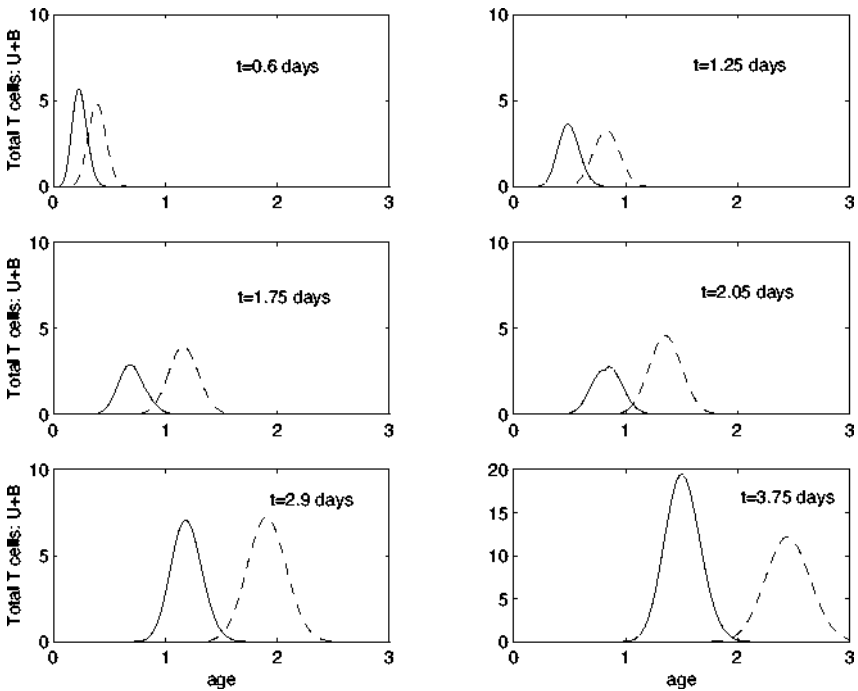 10
5
0
Total T cells: U+B
t=0.6 days
0 1 2 3
10
5
0
t=1.25 days
0 1 2 3
10
5
0
Total T cells: U+B
t=1.75 days
0 1 2 3
10
5
0
t=2.05 days
0 1 2 3
10
5
0
Total T cells: U+B
t=2.9 days
0 1 2 3
age
20
15
10
5
0
t=3.75 days
0 1 2 3
age